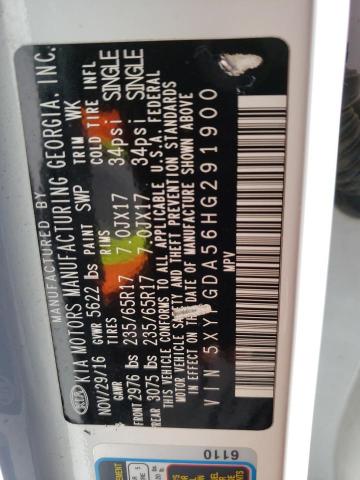 MANUFACTURED BY
KIA KIA MOTORS MANUFACTURING GEORGIA, INC.
NOV/29/16 GVWR 5622 lbs PAINT SWP TRIM WK
GAWR TIRES RIMS COLD TIRE INFL
FRONT 2976 lbs 235/65R17 7.0JX17 34psi SINGLE
REAR 3075 lbs 235/65R17 7.0JX17 34psi SINGLE
THIS VEHICLE CONFORMS TO ALL APPLICABLE U.S.A. FEDERAL
MOTOR VEHICLE SAFETY AND THEFT PREVENTION STANDARDS
IN EFFECT ON THE DATE OF MANUFACTURE SHOWN ABOVE
VIN 5XY GDA56HG291900
MPV
6110